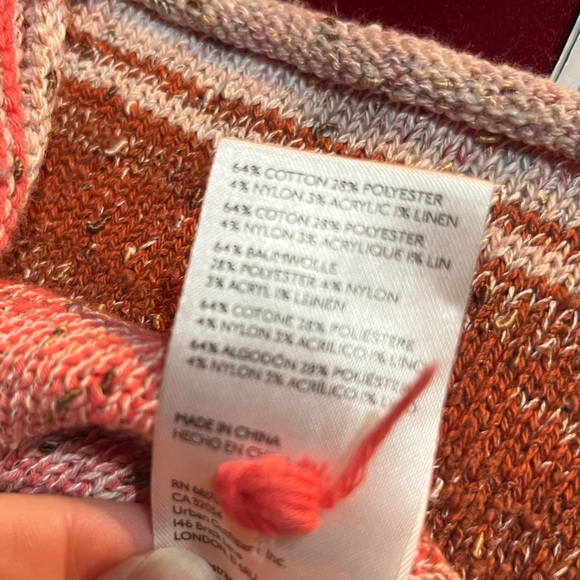 64% COTTON 28% POLYESTER
4% NYLON 3% ACRYLIC 1% LINEN
64% COTON 28% POLYESTER
4% NYLON 3% ACRYLIQUE 1% LIN
64% BAUMWOLLE
28% POLYESTER 4% NYLON
3% ACRYL 1% LEINEN
64% COTONE 28% POLIESTERE
4% NYLON 3% ACRILICO 1% LINO
64% ALGODÓN 28% POLIÉSTER
4% NYLON 3% ACRÍLICO 1%
MADE IN CHINA
HECHO EN
RN
CA
Urban Inc.
146
LONDON